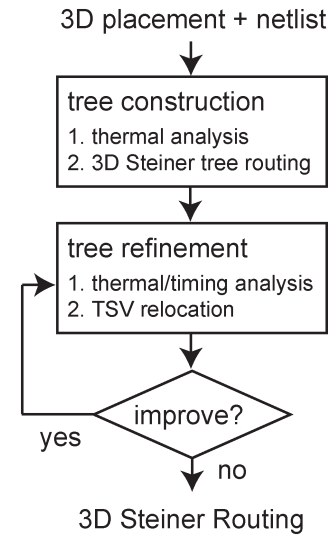 3D placement + netlist
tree construction
1. thermal analysis
2. 3D Steiner tree routing
tree refinement
1. thermal/timing analysis
2. TSV relocation
improve?
yes
no
3D Steiner Routing